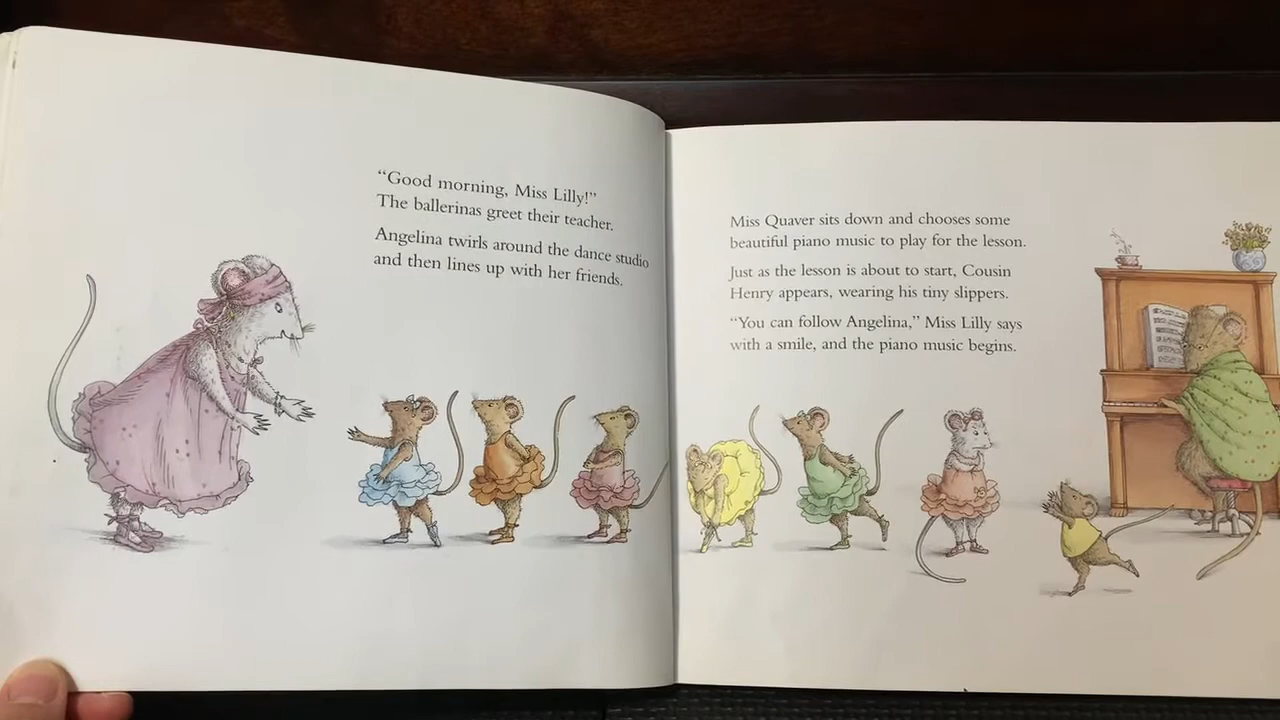 “Good morning, Miss Lilly!”
The ballerinas greet their teacher.
Angelina twirls around the dance studio
and then lines up with her friends.
Miss Quaver sits down and chooses some
beautiful piano music to play for the lesson.
Just as the lesson is about to start, Cousin
Henry appears, wearing his tiny slippers.
“You can follow Angelina,” Miss Lilly says
with a smile, and the piano music begins.